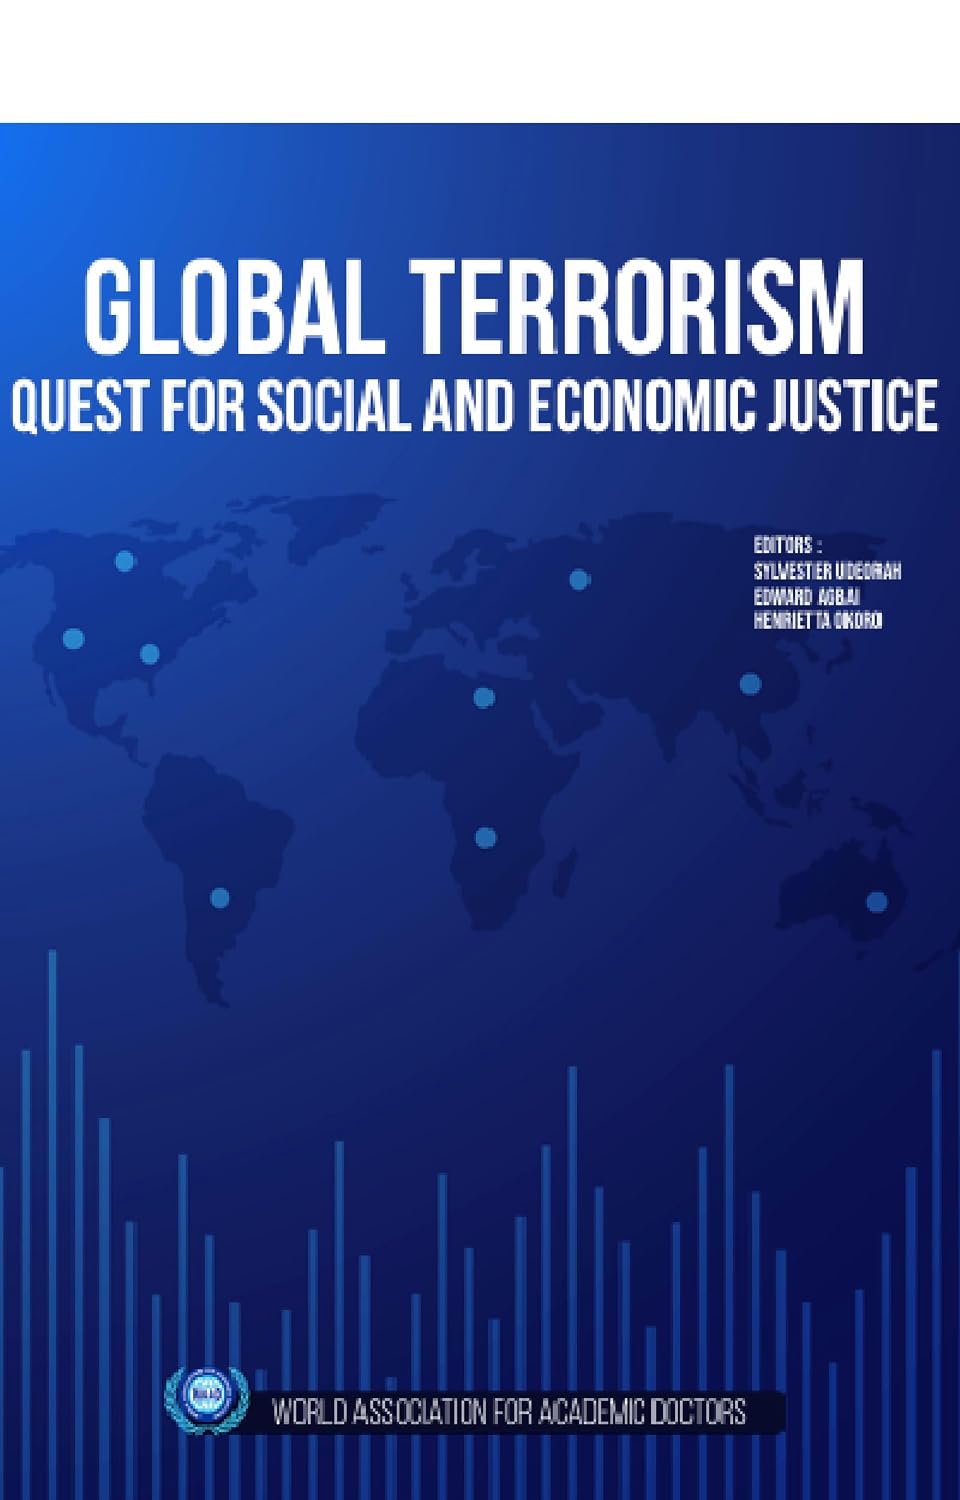 GLOBAL TERRORISM
QUEST FOR SOCIAL AND ECONOMIC JUSTICE
EDITORS :
SYLVESTER UDEORAH
EDWARD AGBAI
HENRIETTA OKORO
WORLD ASSOCIATION FOR ACADEMIC DOCTORS